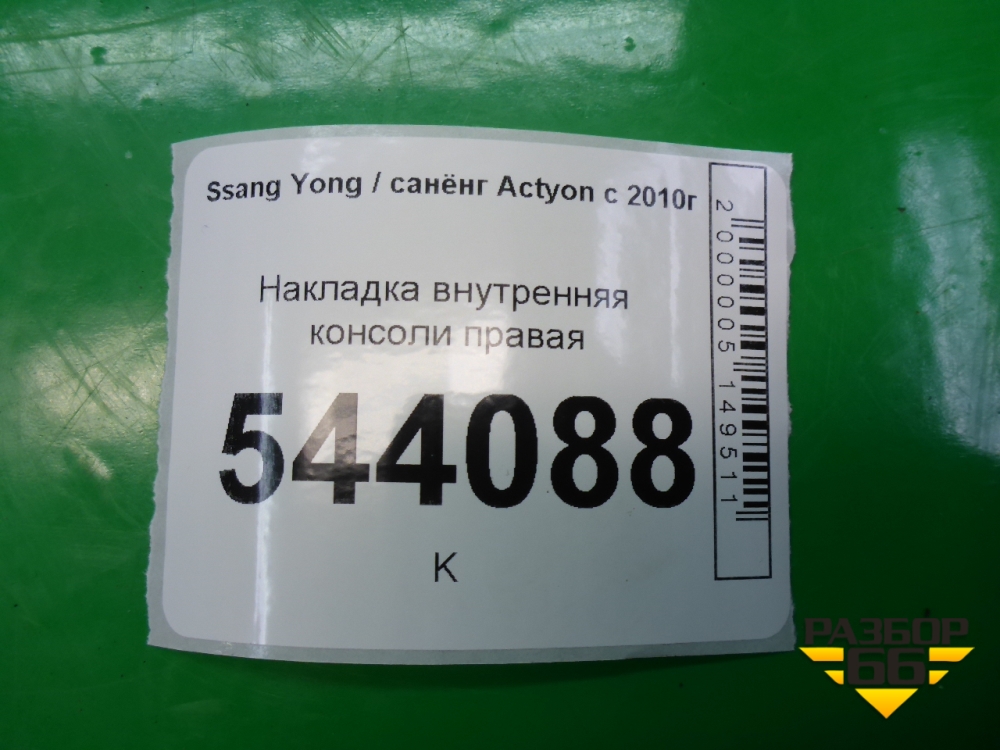 Ssang Yong / санёнг Actyon с 2010г
Накладка внутренняя
консоли правая
544088
К
2000005149511
РАЗБОР
66